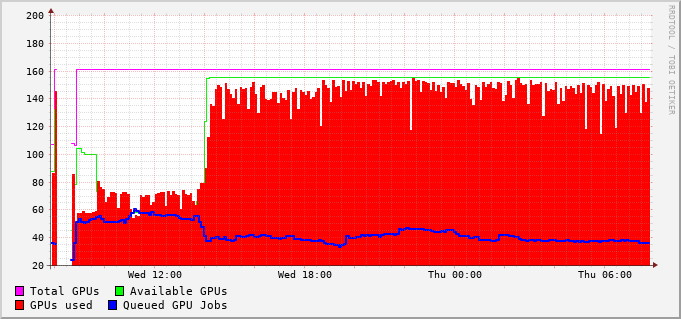 RRDTOOL / TOBI OETIKER
200
180
160
140
120
100
80
60
40
20
Wed 12:00 Wed 18:00 Thu 00:00 Thu 06:00
Total GPUs Available GPUs
GPUs used Queued GPU Jobs